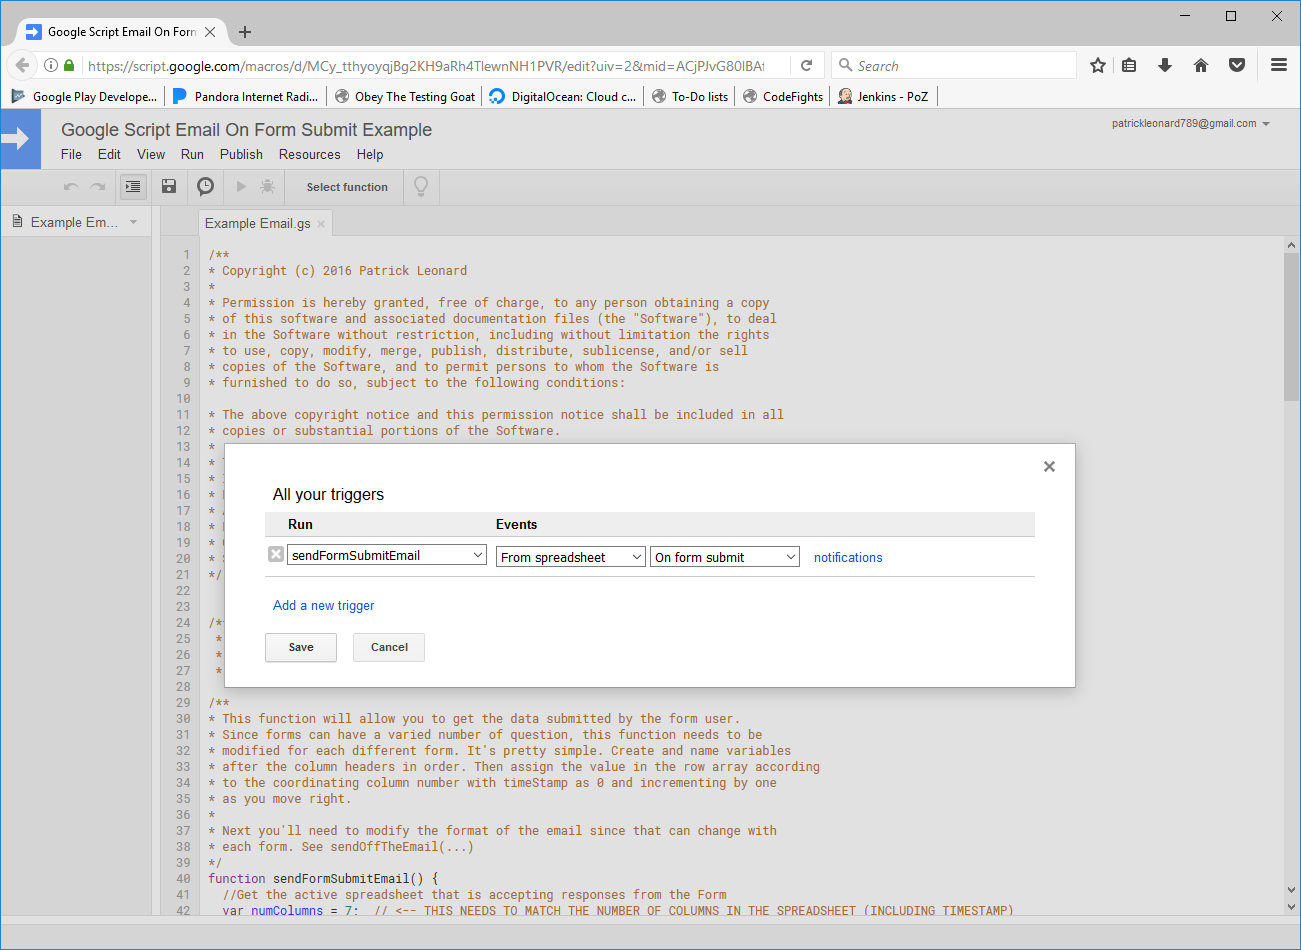 Google Script Email On Form
https://script.google.com/macros/d/MCy_tthyoyqjBg2KH9aRh4TlewnNH1PVR/edit?uiv=2&mid=ACjPJvG80IBAt
Search
Google Play Develope...
Pandora Internet Radi...
Obey The Testing Goat
DigitalOcean: Cloud c...
To-Do lists
CodeFights
Jenkins - PoZ
Google Script Email On Form Submit Example
patrickleonard789@gmail.com
File Edit View Run Publish Resources Help
Select function
Example Em...
Example Email.gs
1 /**
2 * Copyright (c) 2016 Patrick Leonard
3 *
4 * Permission is hereby granted, free of charge, to any person obtaining a copy
5 * of this software and associated documentation files (the "Software"), to deal
6 * in the Software without restriction, including without limitation the rights
7 * to use, copy, modify, merge, publish, distribute, sublicense, and/or sell
8 * copies of the Software, and to permit persons to whom the Software is
9 * furnished to do so, subject to the following conditions:
10
11 * The above copyright notice and this permission notice shall be included in all
12 * copies or substantial portions of the Software.
13 *
14 *
15 *
16 *
17 *
18 *
19 *
20 *
21 */
22
23
24 /*
25 *
26 *
27 *
28
All your triggers
Run Events
sendFormSubmitEmail From spreadsheet On form submit notifications
Add a new trigger
Save Cancel
29 /**
30 * This function will allow you to get the data submitted by the form user.
31 * Since forms can have a varied number of question, this function needs to be
32 * modified for each different form. It's pretty simple. Create and name variables
33 * after the column headers in order. Then assign the value in the row array according
34 * to the coordinating column number with timeStamp as 0 and incrementing by one
35 * as you move right.
36 *
37 * Next you'll need to modify the format of the email since that can change with
38 * each form. See sendOffTheEmail(...)
39 */
40 function sendFormSubmitEmail() {
41 //Get the active spreadsheet that is accepting responses from the Form
42 var numColumns = 7; // <-- THIS NEEDS TO MATCH THE NUMBER OF COLUMNS IN THE SPREADSHEET (INCLUDING TIMESTAMP)